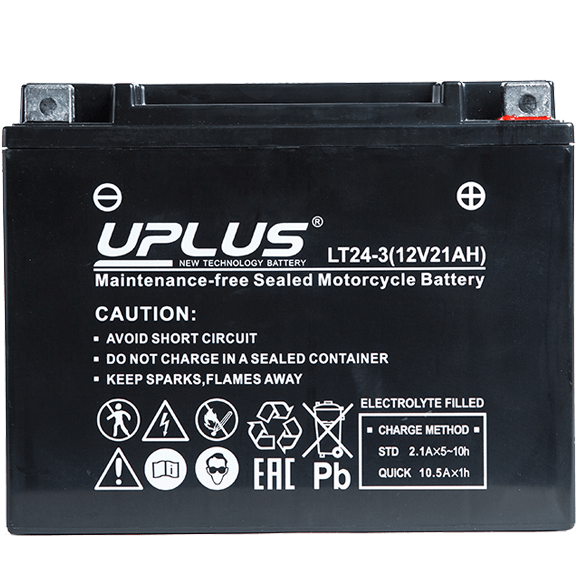 UPLUS®
NEW TECHNOLOGY BATTERY
LT24-3(12V21AH)
Maintenance-free Sealed Motorcycle Battery
CAUTION:
AVOID SHORT CIRCUIT
DO NOT CHARGE IN A SEALED CONTAINER
KEEP SPARKS,FLAMES AWAY
ELECTROLYTE FILLED
CHARGE METHOD
STD 2.1A×5~10h
QUICK 10.5A×1h
EAC Pb